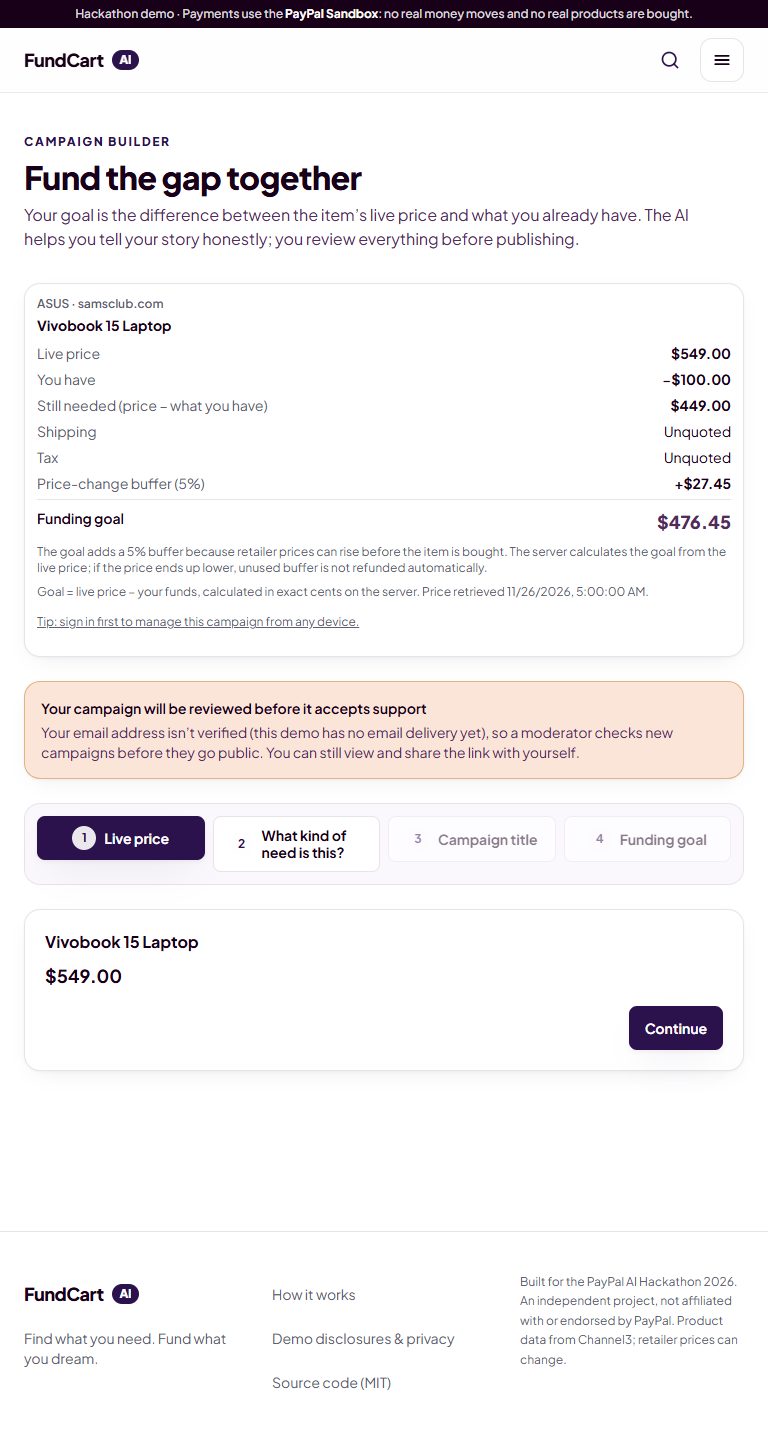 Hackathon demo · Payments use the PayPal Sandbox: no real money moves and no real products are bought.
FundCart AI
CAMPAIGN BUILDER
Fund the gap together
Your goal is the difference between the item's live price and what you already have. The AI
helps you tell your story honestly; you review everything before publishing.
ASUS · samsclub.com
Vivobook 15 Laptop
Live price $549.00
You have −$100.00
Still needed (price − what you have) $449.00
Shipping Unquoted
Tax Unquoted
Price-change buffer (5%) +$27.45
Funding goal $476.45
The goal adds a 5% buffer because retailer prices can rise before the item is bought. The server calculates the goal from the
live price; if the price ends up lower, unused buffer is not refunded automatically.
Goal = live price − your funds, calculated in exact cents on the server. Price retrieved 11/26/2026, 5:00:00 AM.
Tip: sign in first to manage this campaign from any device.
Your campaign will be reviewed before it accepts support
Your email address isn't verified (this demo has no email delivery yet), so a moderator checks new
campaigns before they go public. You can still view and share the link with yourself.
1 Live price
2 What kind of
need is this?
3 Campaign title
4 Funding goal
Vivobook 15 Laptop
$549.00
Continue
FundCart AI
Find what you need. Fund what
you dream.
How it works
Demo disclosures & privacy
Source code (MIT)
Built for the PayPal AI Hackathon 2026.
An independent project, not affiliated
with or endorsed by PayPal. Product
data from Channel3; retailer prices can
change.